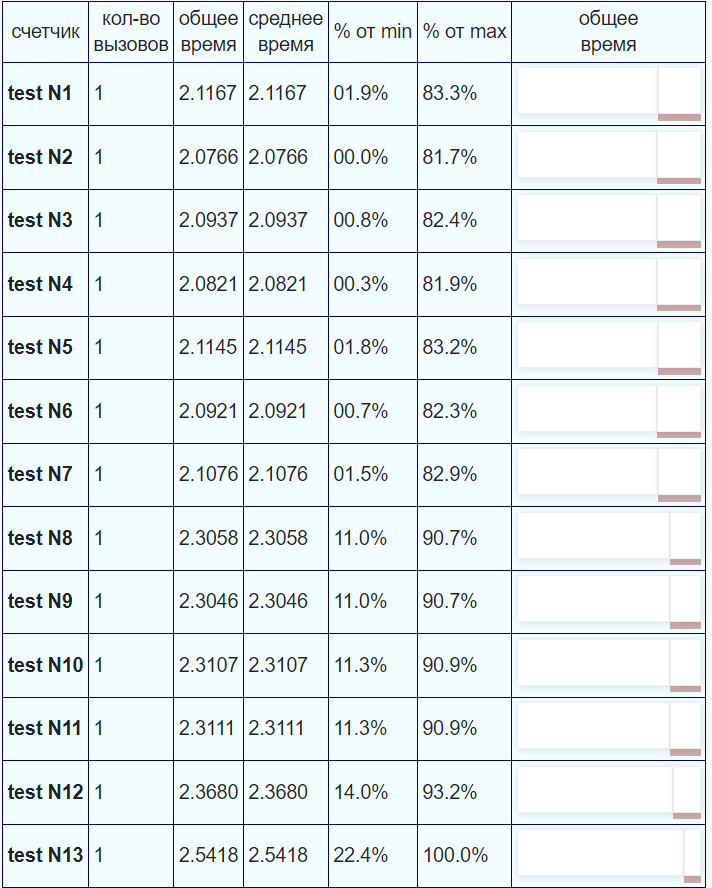 счетчик кол-во вызовов общее время среднее время % от min % от max общее время
test N1 1 2.1167 2.1167 01.9% 83.3%
test N2 1 2.0766 2.0766 00.0% 81.7%
test N3 1 2.0937 2.0937 00.8% 82.4%
test N4 1 2.0821 2.0821 00.3% 81.9%
test N5 1 2.1145 2.1145 01.8% 83.2%
test N6 1 2.0921 2.0921 00.7% 82.3%
test N7 1 2.1076 2.1076 01.5% 82.9%
test N8 1 2.3058 2.3058 11.0% 90.7%
test N9 1 2.3046 2.3046 11.0% 90.7%
test N10 1 2.3107 2.3107 11.3% 90.9%
test N11 1 2.3111 2.3111 11.3% 90.9%
test N12 1 2.3680 2.3680 14.0% 93.2%
test N13 1 2.5418 2.5418 22.4% 100.0%